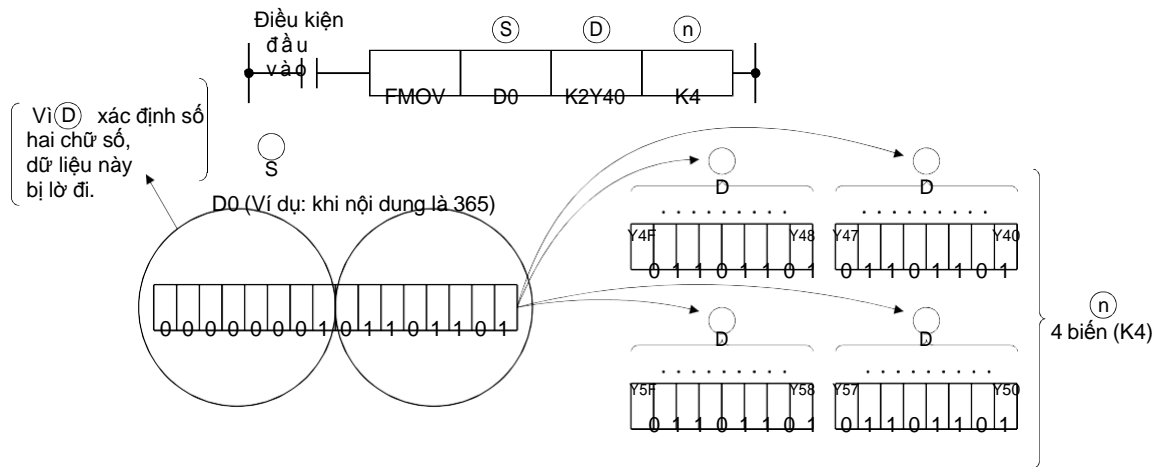 Điều kiện
đầu
vào
S D n
FMOV D0 K2Y40 K4
Vì D xác định số
hai chữ số,
dữ liệu này
bị lờ đi.
S
D0 (Ví dụ: khi nội dung là 365)
0 0 0 0 0 0 0 1 0 1 1 0 1 1 0 1
D D
. . . . . . . . . . . . . . . . . .
Y4F Y48 Y47 Y40
0 1 1 0 1 1 0 1 0 1 1 0 1 1 0 1
D D
. . . . . . . . . . . . . . . . . .
Y5F Y58 Y57 Y50
0 1 1 0 1 1 0 1 0 1 1 0 1 1 0 1
n
4 biến (K4)